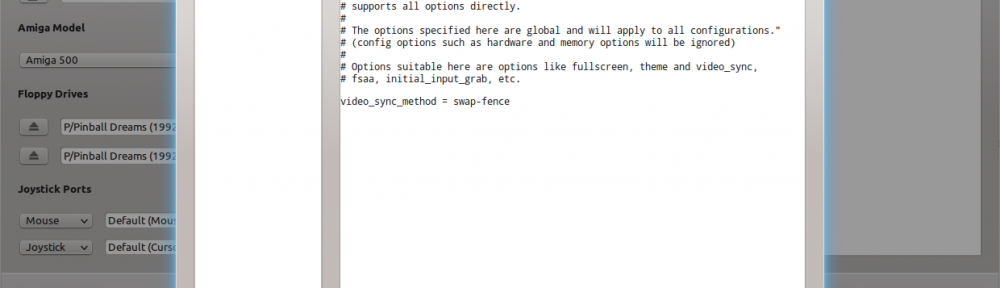 # supports all options directly.
#
Amiga Model
# The options specified here are global and will apply to all configurations."
# (config options such as hardware and memory options will be ignored)
#
Amiga 500
# Options suitable here are options like fullscreen, theme and video_sync,
# fsaa, initial_input_grab, etc.
Floppy Drives
video_sync_method = swap-fence
P/Pinball Dreams (1992
P/Pinball Dreams (1992
Joystick Ports
Mouse
Default (Mou
Joystick
Default (Curso